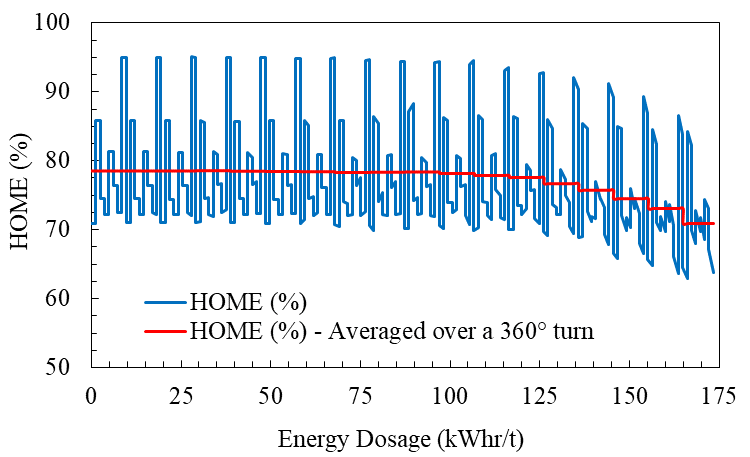 100
90
80
70
60
50
HOME (%)
HOME (%)
HOME (%) - Averaged over a 360° turn
0 25 50 75 100 125 150 175
Energy Dosage (kWhr/t)